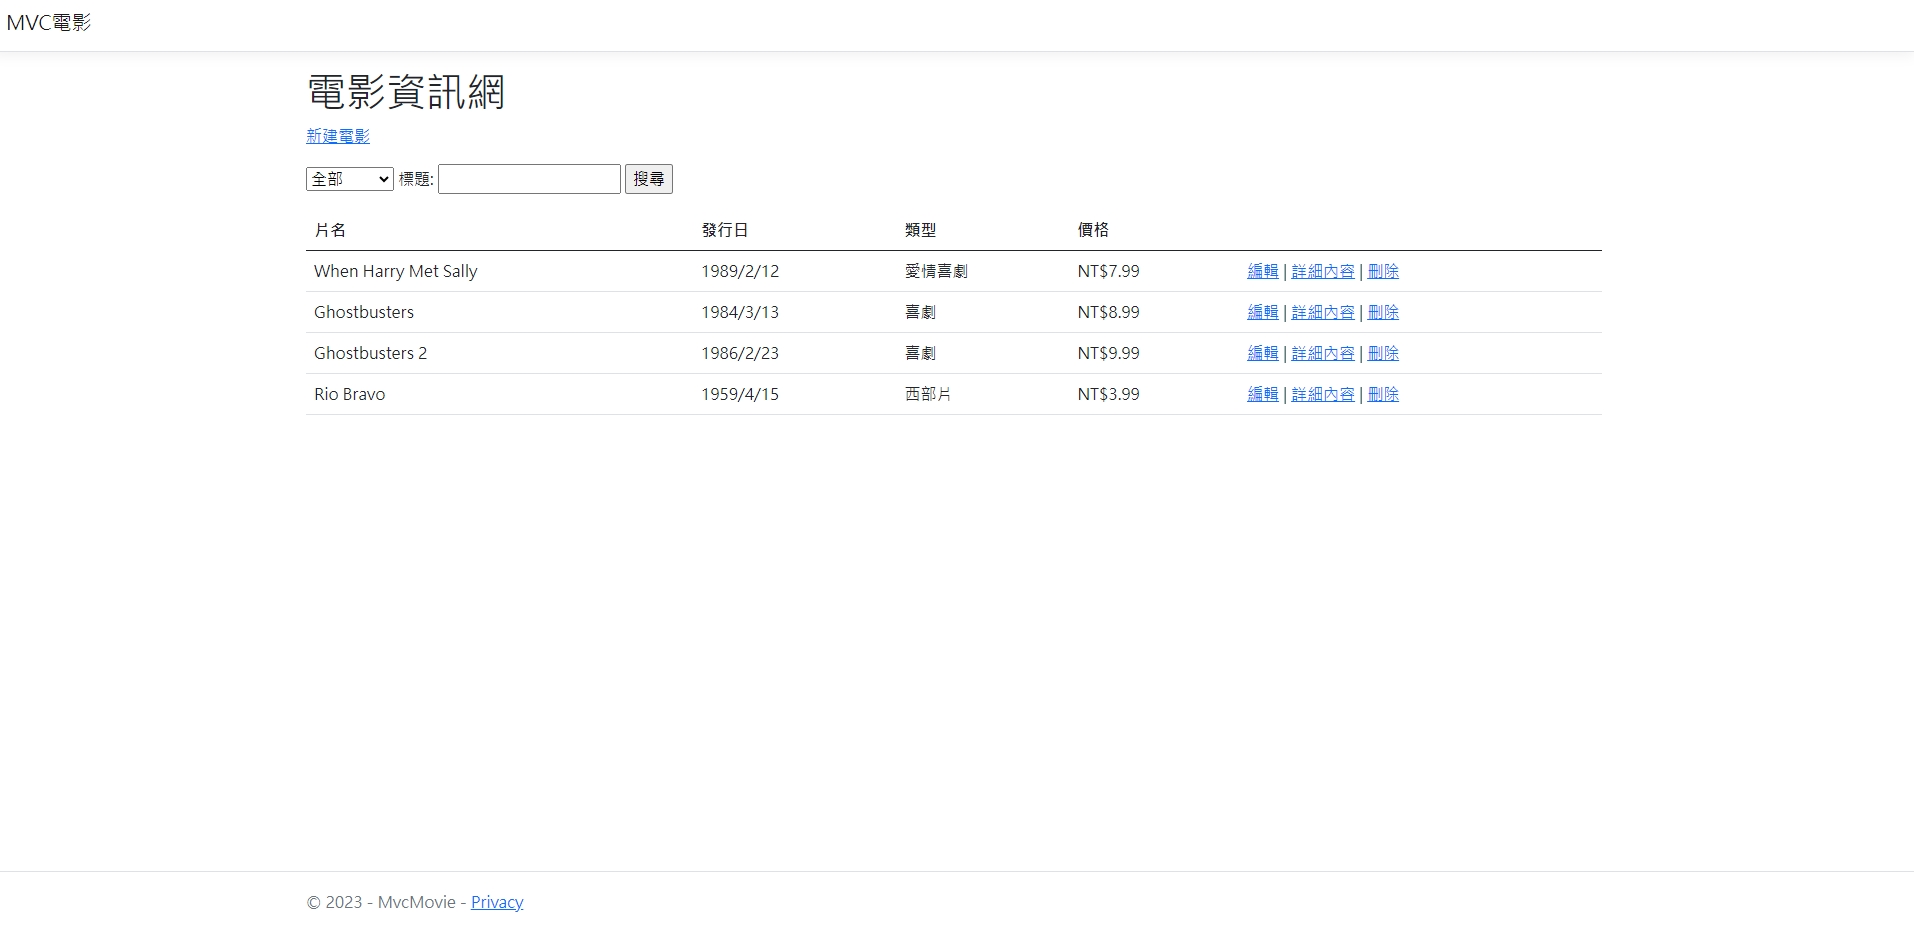 MVC電影
電影資訊網
新建電影
全部 標題: 搜尋
片名 發行日 類型 價格
When Harry Met Sally 1989/2/12 愛情喜劇 NT$7.99 編輯 | 詳細內容 | 刪除
Ghostbusters 1984/3/13 喜劇 NT$8.99 編輯 | 詳細內容 | 刪除
Ghostbusters 2 1986/2/23 喜劇 NT$9.99 編輯 | 詳細內容 | 刪除
Rio Bravo 1959/4/15 西部片 NT$3.99 編輯 | 詳細內容 | 刪除
© 2023 - MvcMovie - Privacy